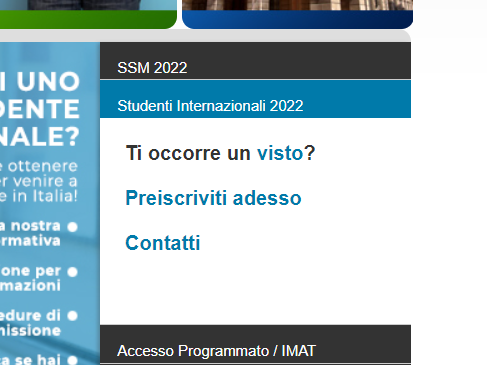 I UNO
DENTE
NALE?
e ottenere
er venire a
e in Italia!
a nostra
rmativa
one per
mazioni
edure di
missione
a se hai
SSM 2022
Studenti Internazionali 2022
Ti occorre un visto?
Preiscriviti adesso
Contatti
Accesso Programmato / IMAT